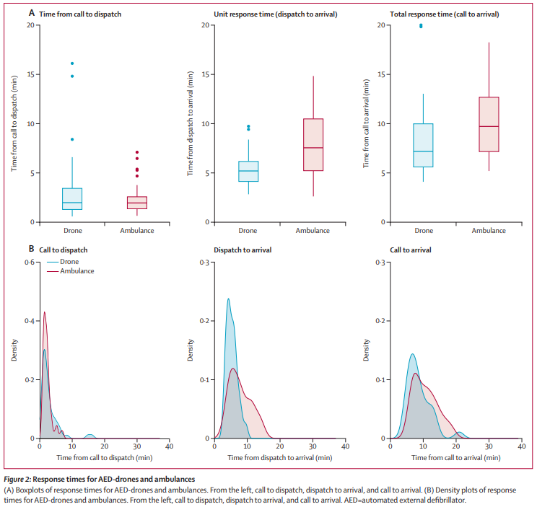 A
Time from call to dispatch
Unit response time (dispatch to arrival)
Total response time (call to arrival)
Time from call to dispatch (min)
20
15
10
5
0
Drone
Ambulance
Time from dispatch to arrival (min)
20
15
10
5
0
Drone
Ambulance
Time from call to arrival (min)
20
15
10
5
0
Drone
Ambulance
B
Call to dispatch
Dispatch to arrival
Call to arrival
Drone
Ambulance
Density
0·6
0·4
0·2
0
0
10
20
30
40
Time from call to dispatch (min)
Density
0·3
0·2
0·1
0
0
10
20
30
40
Time from dispatch to arrival (min)
Density
0·3
0·2
0·1
0
0
10
20
30
40
Time from call to arrival (min)
Figure 2: Response times for AED-drones and ambulances
(A) Boxplots of response times for AED-drones and ambulances. From the left, call to dispatch, dispatch to arrival, and call to arrival. (B) Density plots of response
times for AED-drones and ambulances. From the left, call to dispatch, dispatch to arrival, and call to arrival. AED=automated external defibrillator.